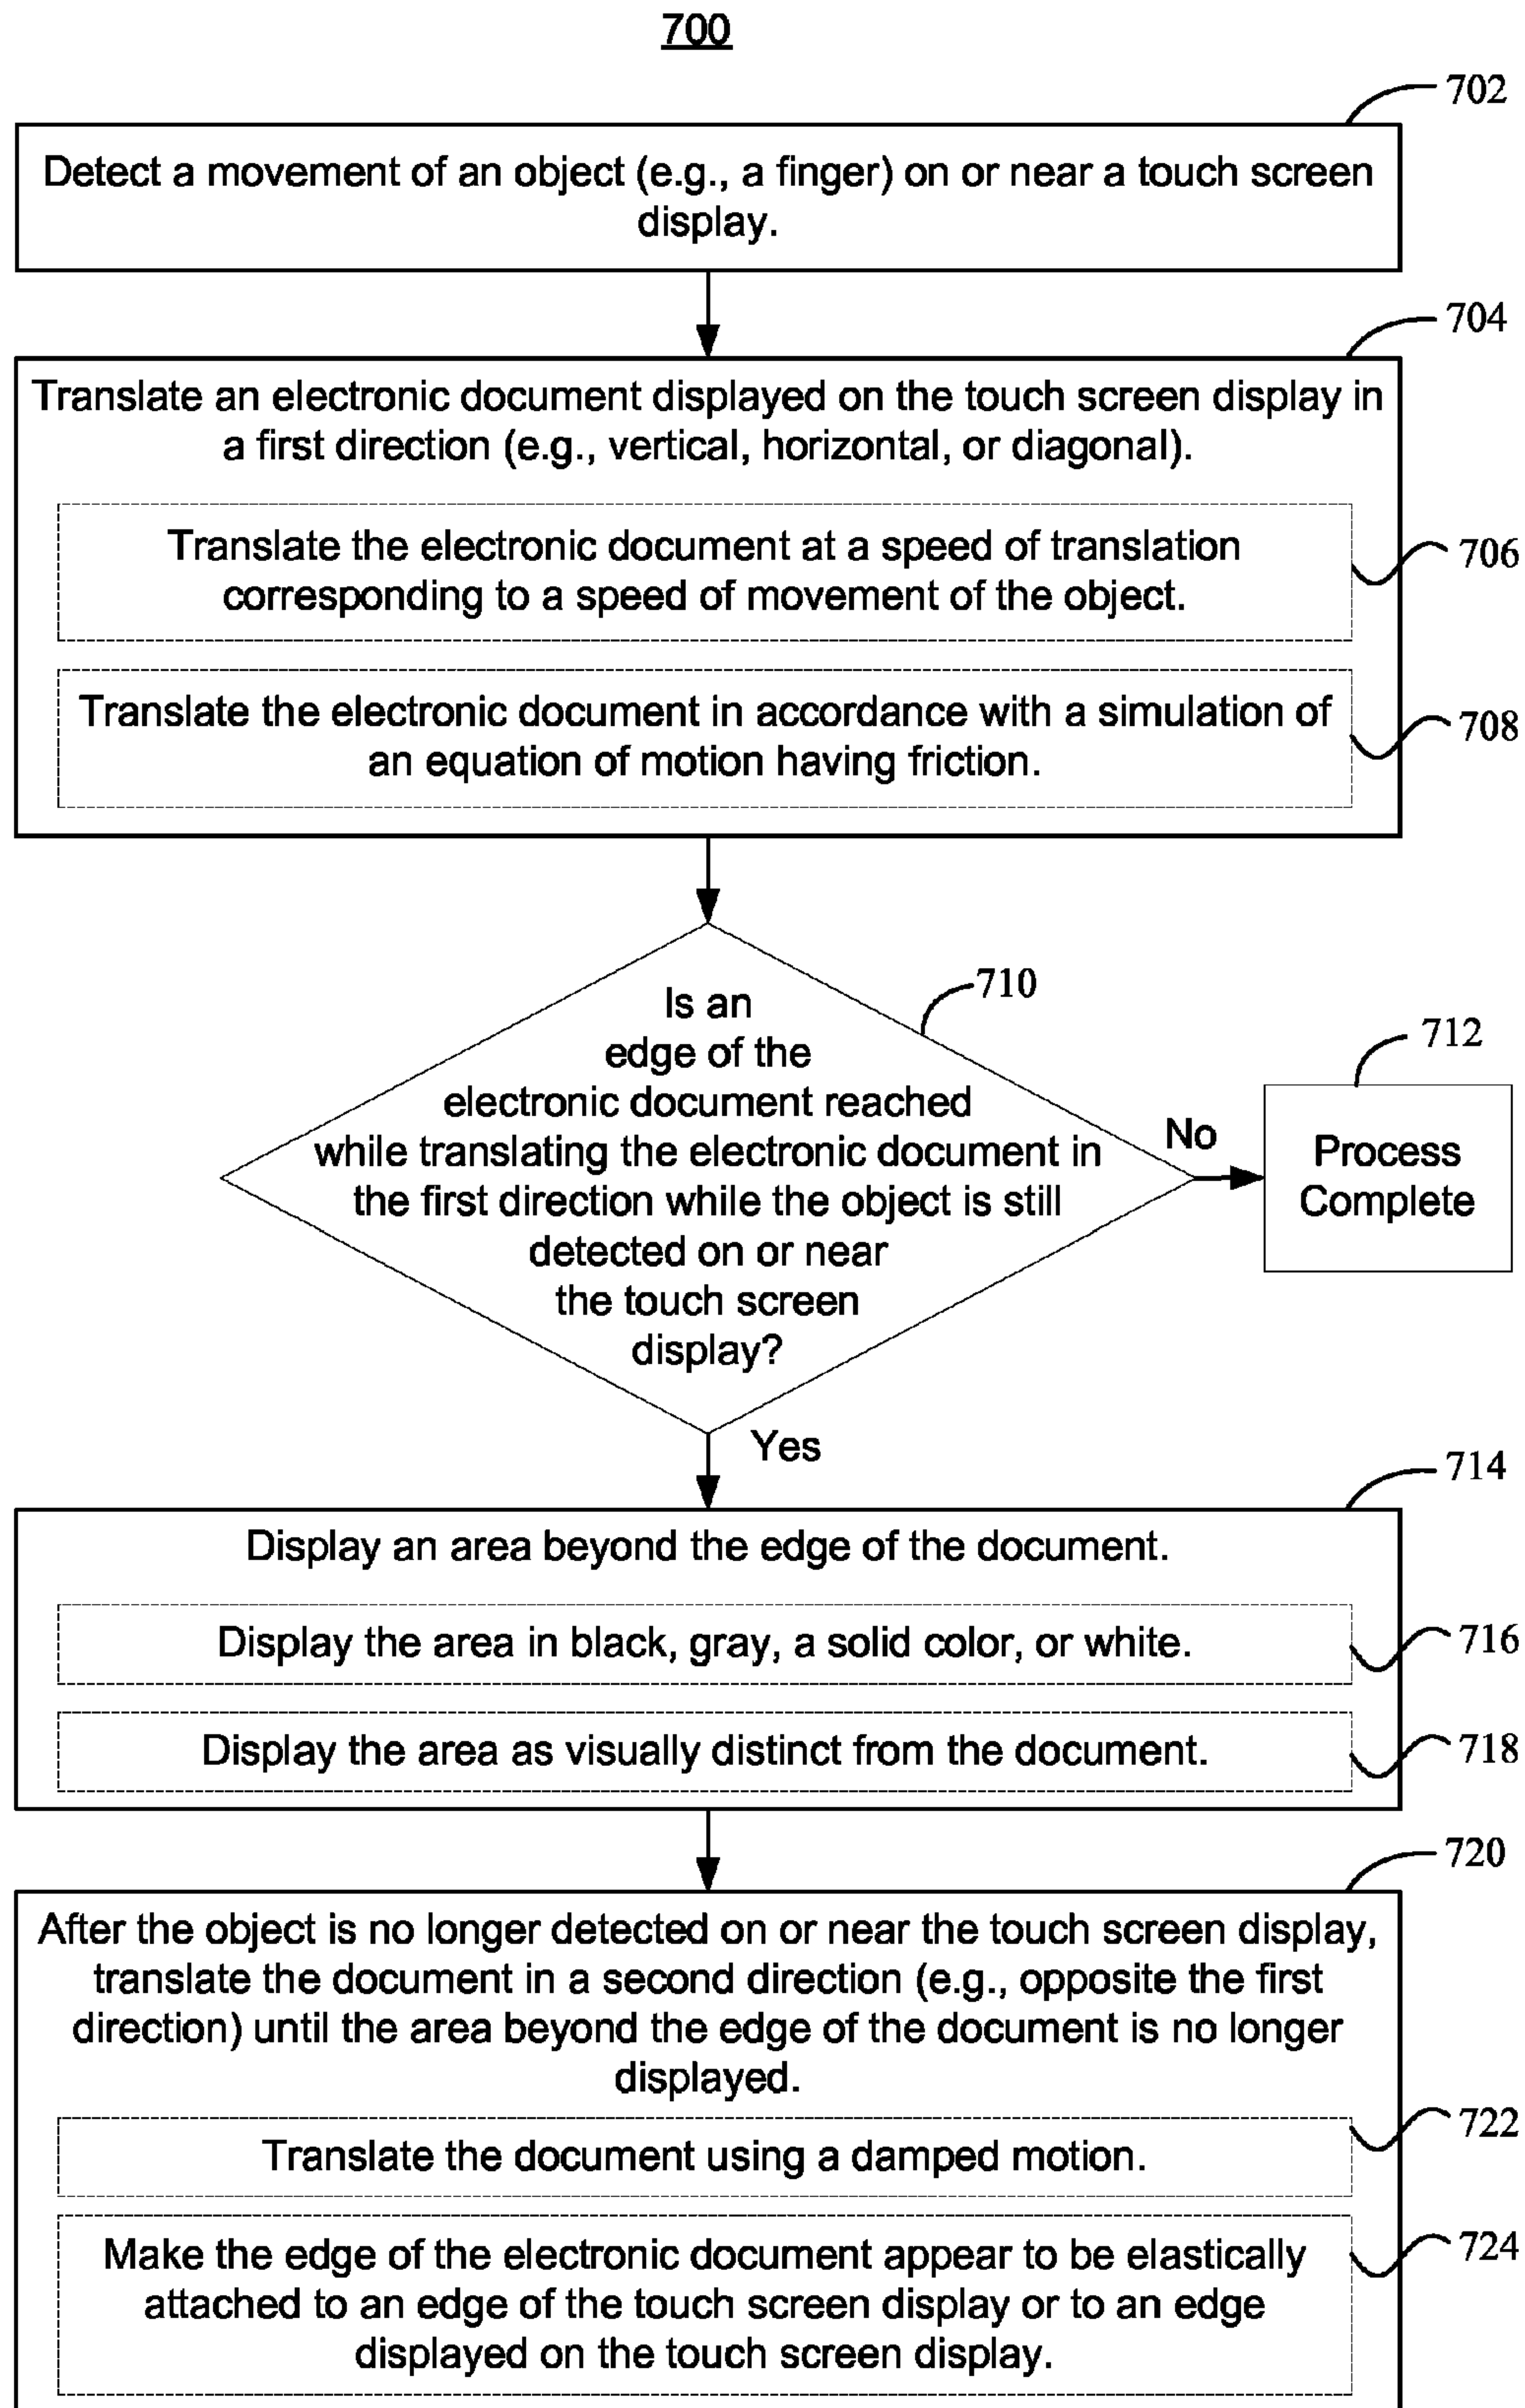 700
702
Detect a movement of an object (e.g., a finger) on or near a touch screen
display.
704
Translate an electronic document displayed on the touch screen display in
a first direction (e.g., vertical, horizontal, or diagonal).
Translate the electronic document at a speed of translation
corresponding to a speed of movement of the object.
706
Translate the electronic document in accordance with a simulation of
an equation of motion having friction.
708
710
Is an
edge of the
electronic document reached
while translating the electronic document in
the first direction while the object is still
detected on or near
the touch screen
display?
No
712
Process
Complete
Yes
714
Display an area beyond the edge of the document.
Display the area in black, gray, a solid color, or white.
716
Display the area as visually distinct from the document.
718
720
After the object is no longer detected on or near the touch screen display,
translate the document in a second direction (e.g., opposite the first
direction) until the area beyond the edge of the document is no longer
displayed.
Translate the document using a damped motion.
722
Make the edge of the electronic document appear to be elastically
attached to an edge of the touch screen display or to an edge
displayed on the touch screen display.
724